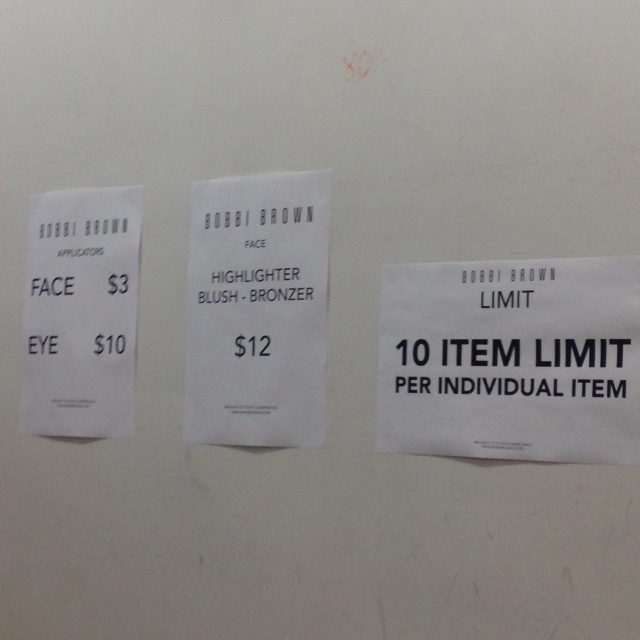 BOBBI BROWN
APPLICATORS
FACE $3
EYE $10
BOBBI BROWN
FACE
HIGHLIGHTER
BLUSH - BRONZER
$12
BOBBI BROWN
LIMIT
10 ITEM LIMIT
PER INDIVIDUAL ITEM